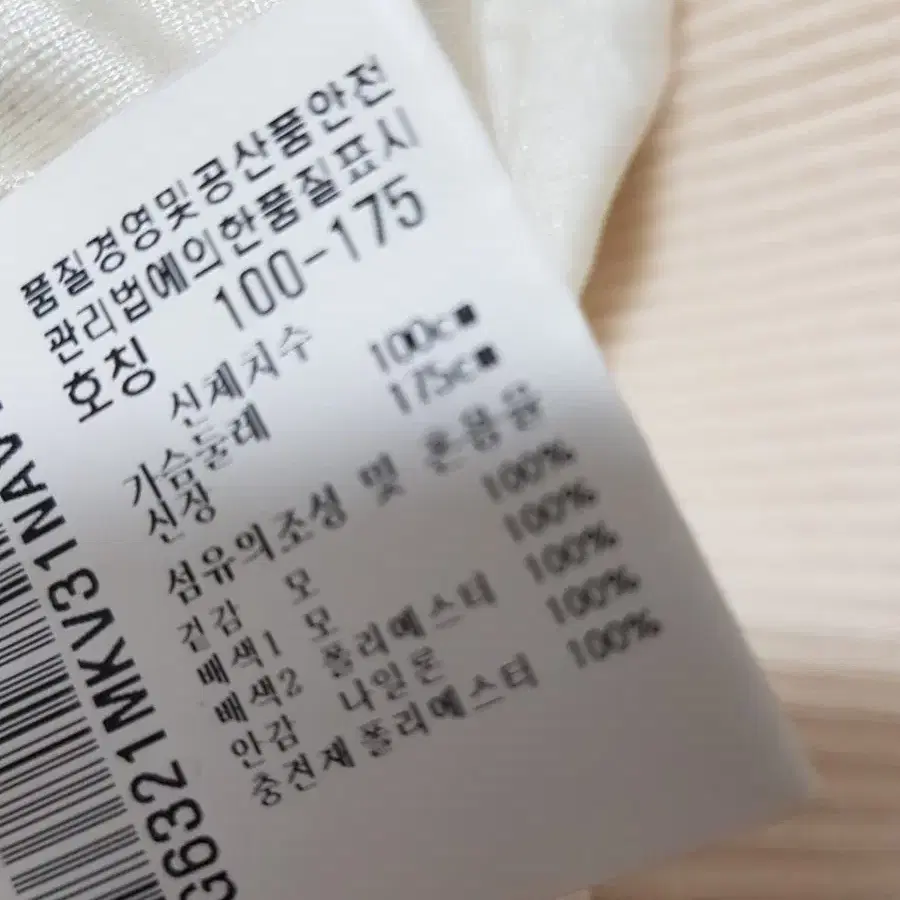 품질경영및공산품안전
관리법에의한품질표시
호칭 100-175
신체치수
가슴둘레 100cm
신장 175cm
섬유의조성 및 혼용율
겉감 모 100%
배색1 모 100%
배색2 폴리에스터 100%
안감 나일론 100%
충전재 폴리에스터 100%
G6321MKV31NAV